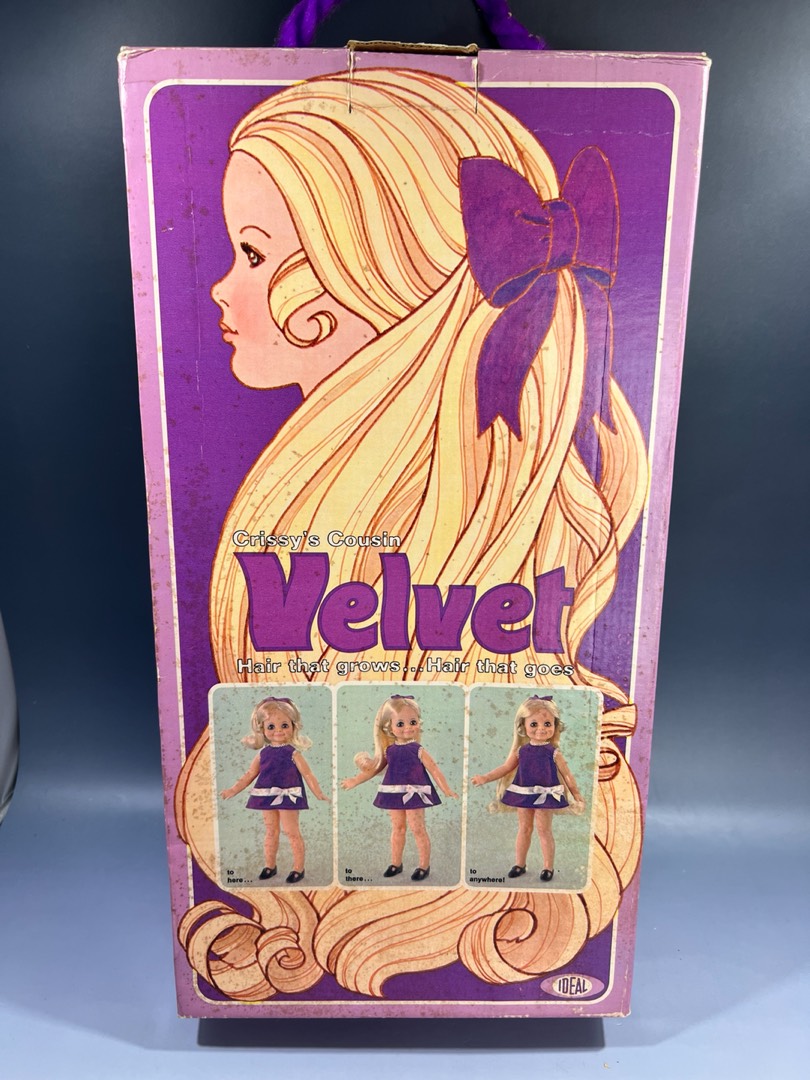 Crissy's Cousin
Velvet
Hair that grows...Hair that goes
to
here...
to
there...
to
anywhere!
IDEAL